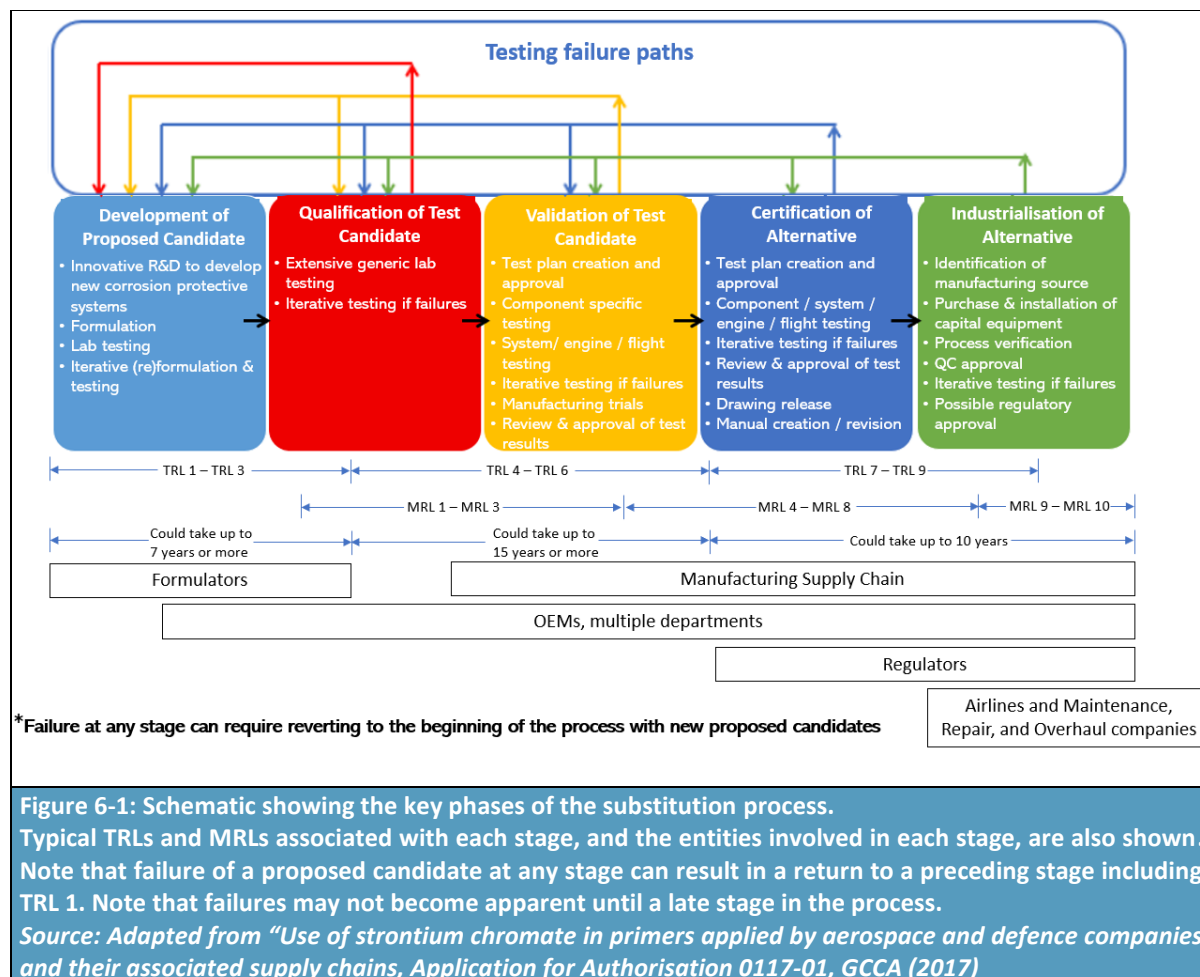 Testing failure paths
Development of
Proposed Candidate
• Innovative R&D to develop
new corrosion protective
systems
• Formulation
• Lab testing
• Iterative (re)formulation &
testing
Qualification of Test
Candidate
• Extensive generic lab
testing
• Iterative testing if failures
Validation of Test
Candidate
• Test plan creation and
approval
• Component specific
testing
• System/ engine / flight
testing
• Iterative testing if failures
• Manufacturing trials
• Review & approval of test
results
Certification of
Alternative
• Test plan creation and
approval
• Component / system /
engine / flight testing
• Iterative testing if failures
• Review & approval of test
results
• Drawing release
• Manual creation / revision
Industrialisation of
Alternative
• Identification of
manufacturing source
• Purchase & installation of
capital equipment
• Process verification
• QC approval
• Iterative testing if failures
• Possible regulatory
approval
TRL 1 – TRL 3
TRL 4 – TRL 6
TRL 7 – TRL 9
MRL 1 – MRL 3
MRL 4 – MRL 8
MRL 9 – MRL 10
Could take up to
7 years or more
Could take up to
15 years or more
Could take up to 10 years
Formulators
Manufacturing Supply Chain
OEMs, multiple departments
Regulators
Airlines and Maintenance,
Repair, and Overhaul companies
*Failure at any stage can require reverting to the beginning of the process with new proposed candidates
Figure 6-1: Schematic showing the key phases of the substitution process.
Typical TRLs and MRLs associated with each stage, and the entities involved in each stage, are also shown.
Note that failure of a proposed candidate at any stage can result in a return to a preceding stage including
TRL 1. Note that failures may not become apparent until a late stage in the process.
Source: Adapted from “Use of strontium chromate in primers applied by aerospace and defence companies
and their associated supply chains, Application for Authorisation 0117-01, GCCA (2017)